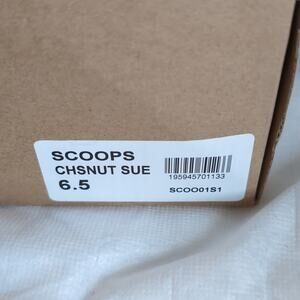 SCOOPS
CHSNUT SUE
6.5
195945701133
SCOO01S1